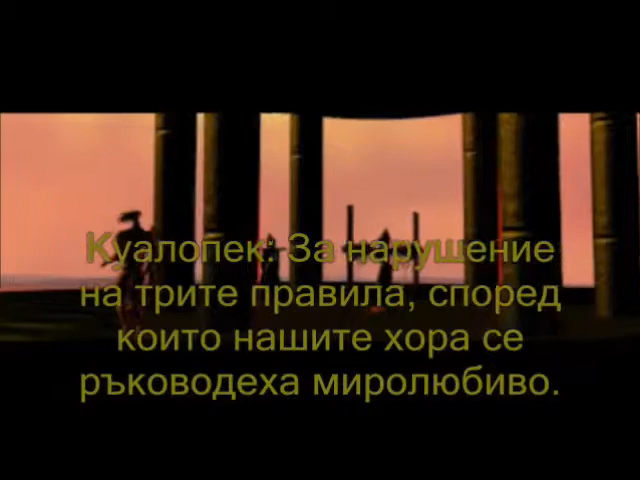 Куалопек: За нарушение
на трите правила, според
които нашите хора се
ръководеха миролюбиво.